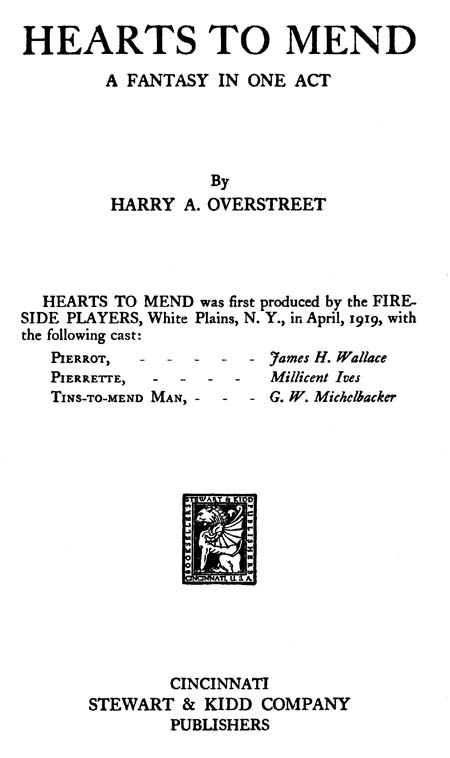 HEARTS TO MEND
A FANTASY IN ONE ACT
By
HARRY A. OVERSTREET
HEARTS TO MEND was first produced by the FIRE-
SIDE PLAYERS, White Plains, N. Y., in April, 1919, with
the following cast:
PIERROT, - - - - - James H. Wallace
PIERRETTE, - - - - Millicent Ives
TINS-TO-MEND MAN, - - - G. W. Michelbacker
STEWART & KIDD
BOOKSELLERS
PUBLISHERS
CINCINNATI, U.S.A
CINCINNATI
STEWART & KIDD COMPANY
PUBLISHERS